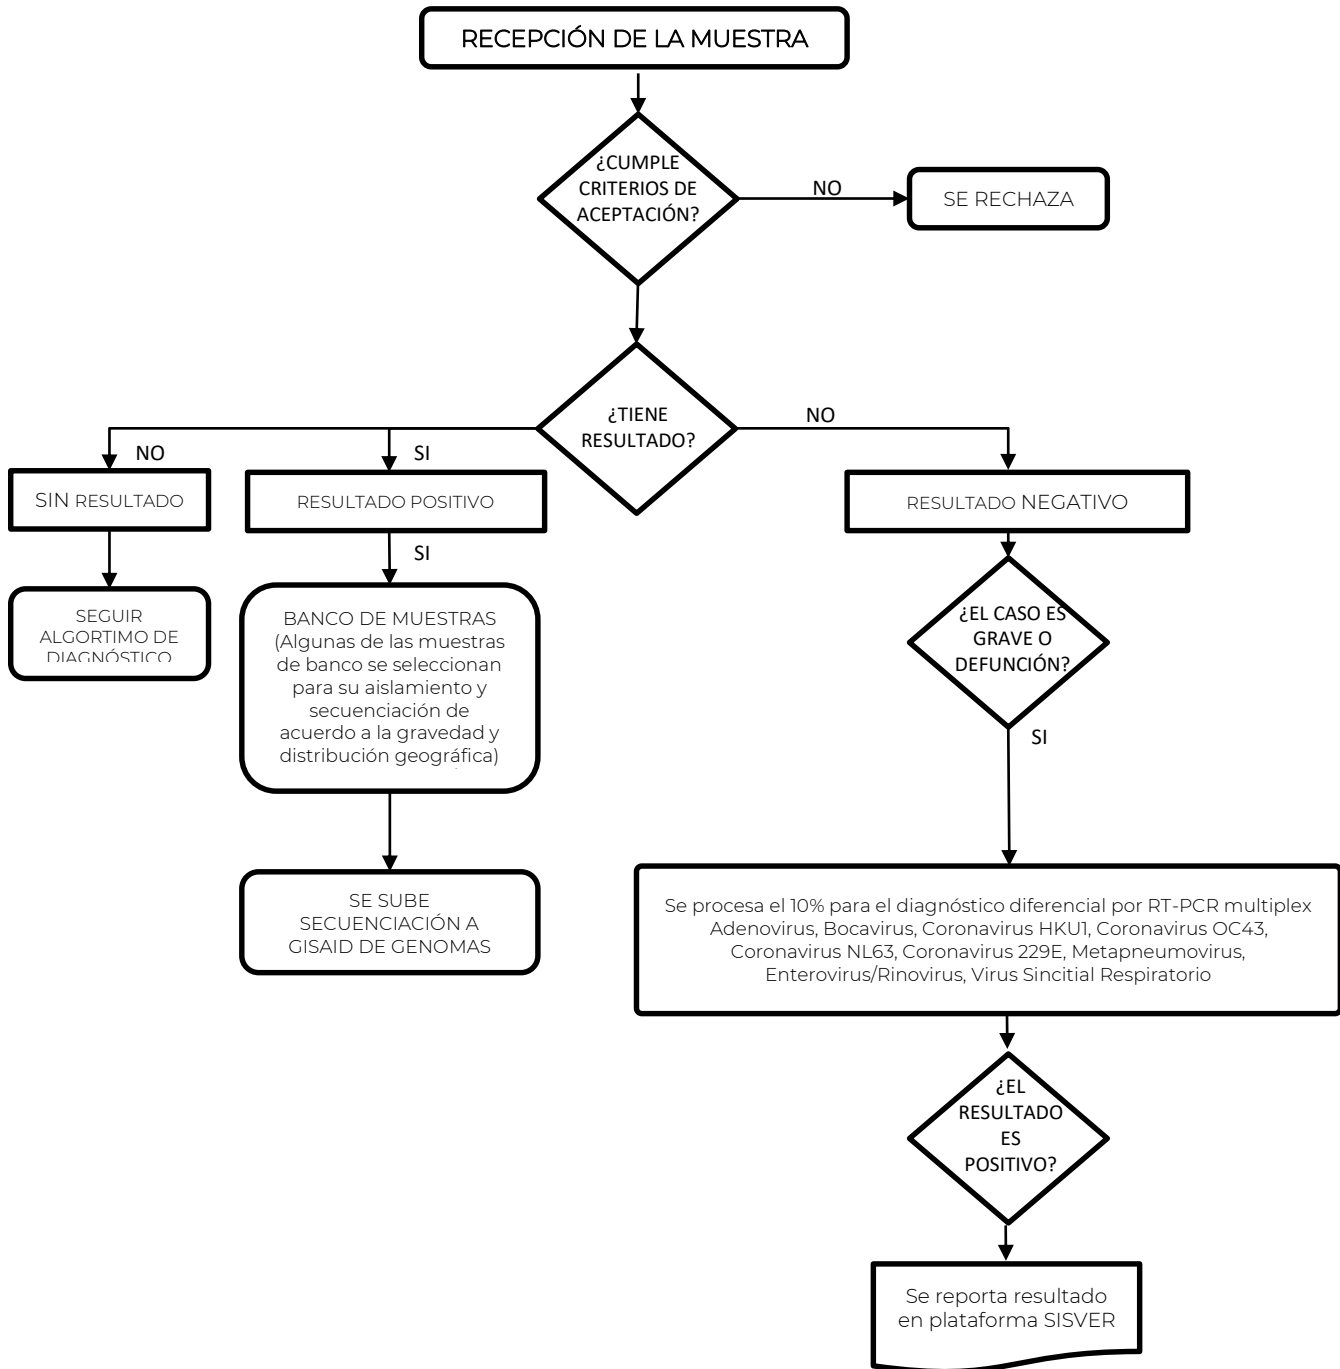 RECEPCIÓN DE LA MUESTRA
¿CUMPLE
CRITERIOS DE
ACEPTACIÓN?
NO
SE RECHAZA
¿TIENE
RESULTADO?
NO
NO
SI
SIN RESULTADO
RESULTADO POSITIVO
RESULTADO NEGATIVO
SI
SEGUIR
ALGORTIMO DE
DIAGNÓSTICO
BANCO DE MUESTRAS
(Algunas de las muestras
de banco se seleccionan
para su aislamiento y
secuenciación de
acuerdo a la gravedad y
distribución geográfica)
¿EL CASO ES
GRAVE O
DEFUNCIÓN?
SI
SE SUBE
SECUENCIACIÓN A
GISAID DE GENOMAS
Se procesa el 10% para el diagnóstico diferencial por RT-PCR multiplex
Adenovirus, Bocavirus, Coronavirus HKU1, Coronavirus OC43,
Coronavirus NL63, Coronavirus 229E, Metapneumovirus,
Enterovirus/Rinovirus, Virus Sincitial Respiratorio
¿EL
RESULTADO
ES
POSITIVO?
Se reporta resultado
en plataforma SISVER